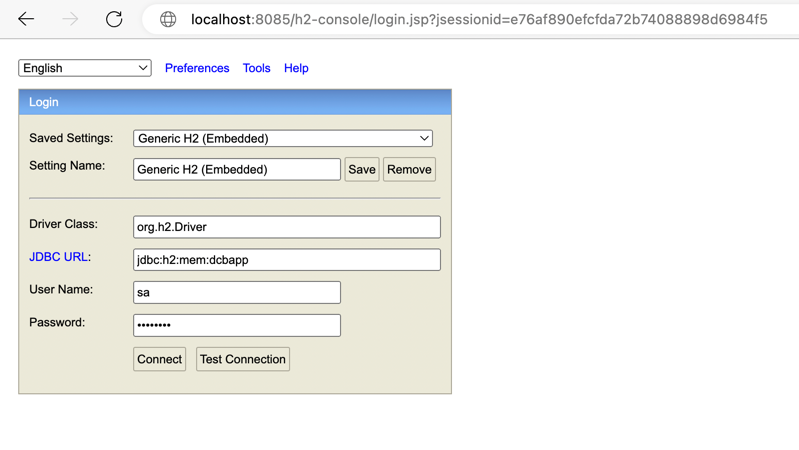 localhost:8085/h2-console/login.jsp?jsessionid=e76af890efcfda72b74088898d6984f5
English Preferences Tools Help
Login
Saved Settings: Generic H2 (Embedded)
Setting Name: Generic H2 (Embedded) Save Remove
Driver Class: org.h2.Driver
JDBC URL: jdbc:h2:mem:dcbapp
User Name: sa
Password: ••••••••
Connect Test Connection